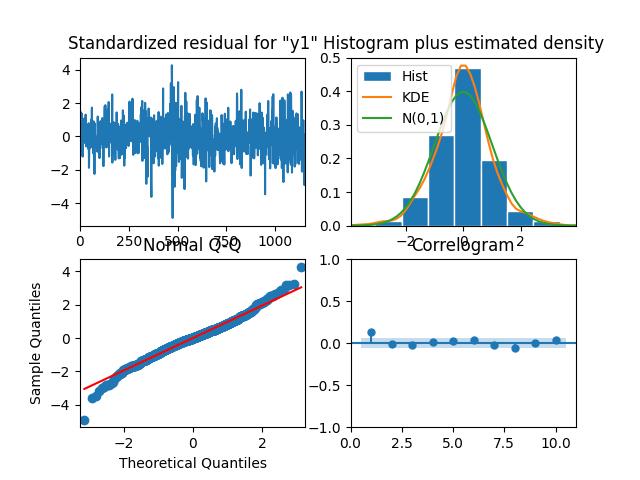 Standardized residual for "y1"
Histogram plus estimated density
4
2
0
−2
−4
0 250 500 750 1000
0.5
0.4
0.3
0.2
0.1
0.0
−2 0 2
Hist
KDE
N(0,1)
Normal Q-Q
Correlogram
Sample Quantiles
4
2
0
−2
−4
−2 0 2
Theoretical Quantiles
1.0
0.5
0.0
−0.5
−1.0
0.0 2.5 5.0 7.5 10.0